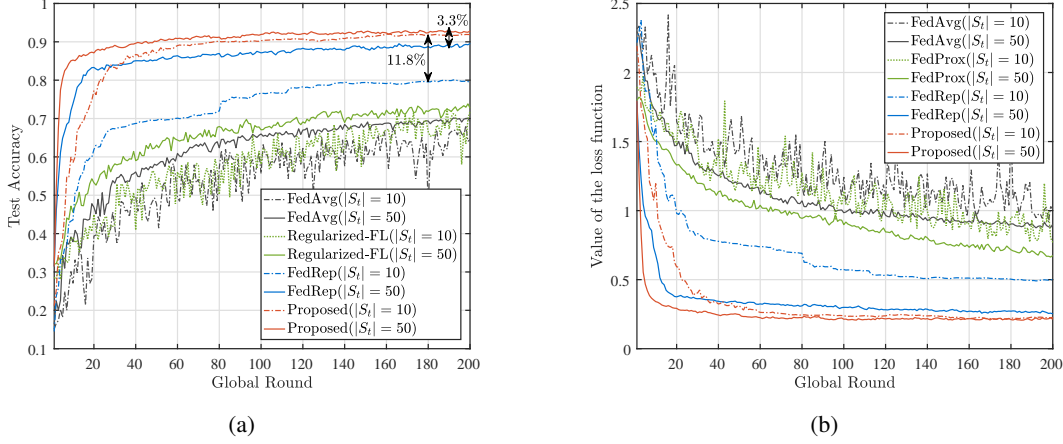 3.3%
11.8%
1
0.9
0.8
0.7
0.6
0.5
0.4
0.3
0.2
0.1
Test Accuracy
FedAvg(|S_t| = 10)
FedAvg(|S_t| = 50)
Regularized-FL(|S_t| = 10)
Regularized-FL(|S_t| = 50)
FedRep(|S_t| = 10)
FedRep(|S_t| = 50)
Proposed(|S_t| = 10)
Proposed(|S_t| = 50)
20 40 60 80 100 120 140 160 180 200
Global Round
(a)
2.5
2
1.5
1
0.5
0
Value of the loss function
FedAvg(|S_t| = 10)
FedAvg(|S_t| = 50)
FedProx(|S_t| = 10)
FedProx(|S_t| = 50)
FedRep(|S_t| = 10)
FedRep(|S_t| = 50)
Proposed(|S_t| = 10)
Proposed(|S_t| = 50)
20 40 60 80 100 120 140 160 180 200
Global Round
(b)